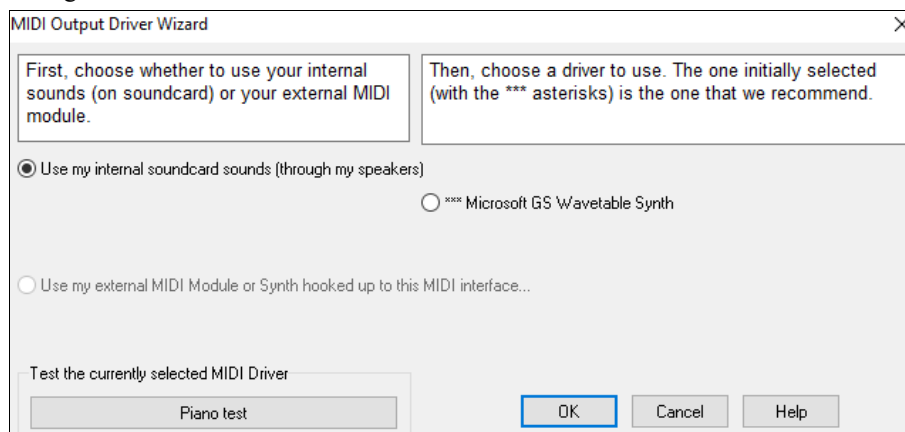 MIDI Output Driver Wizard
First, choose whether to use your internal
sounds (on soundcard) or your external MIDI
module.
Then, choose a driver to use. The one initially selected
(with the *** asterisks) is the one that we recommend.
Use my internal soundcard sounds (through my speakers)
*** Microsoft GS Wavetable Synth
Use my external MIDI Module or Synth hooked up to this MIDI interface...
Test the currently selected MIDI Driver
Piano test
OK
Cancel
Help